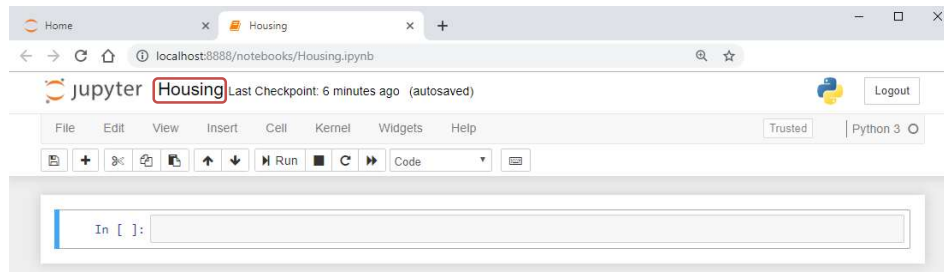 Home Housing
localhost:8888/notebooks/Housing.ipynb
jupyter Housing Last Checkpoint: 6 minutes ago (autosaved) Logout
File Edit View Insert Cell Kernel Widgets Help Trusted Python 3
Run Code
In [ ]: